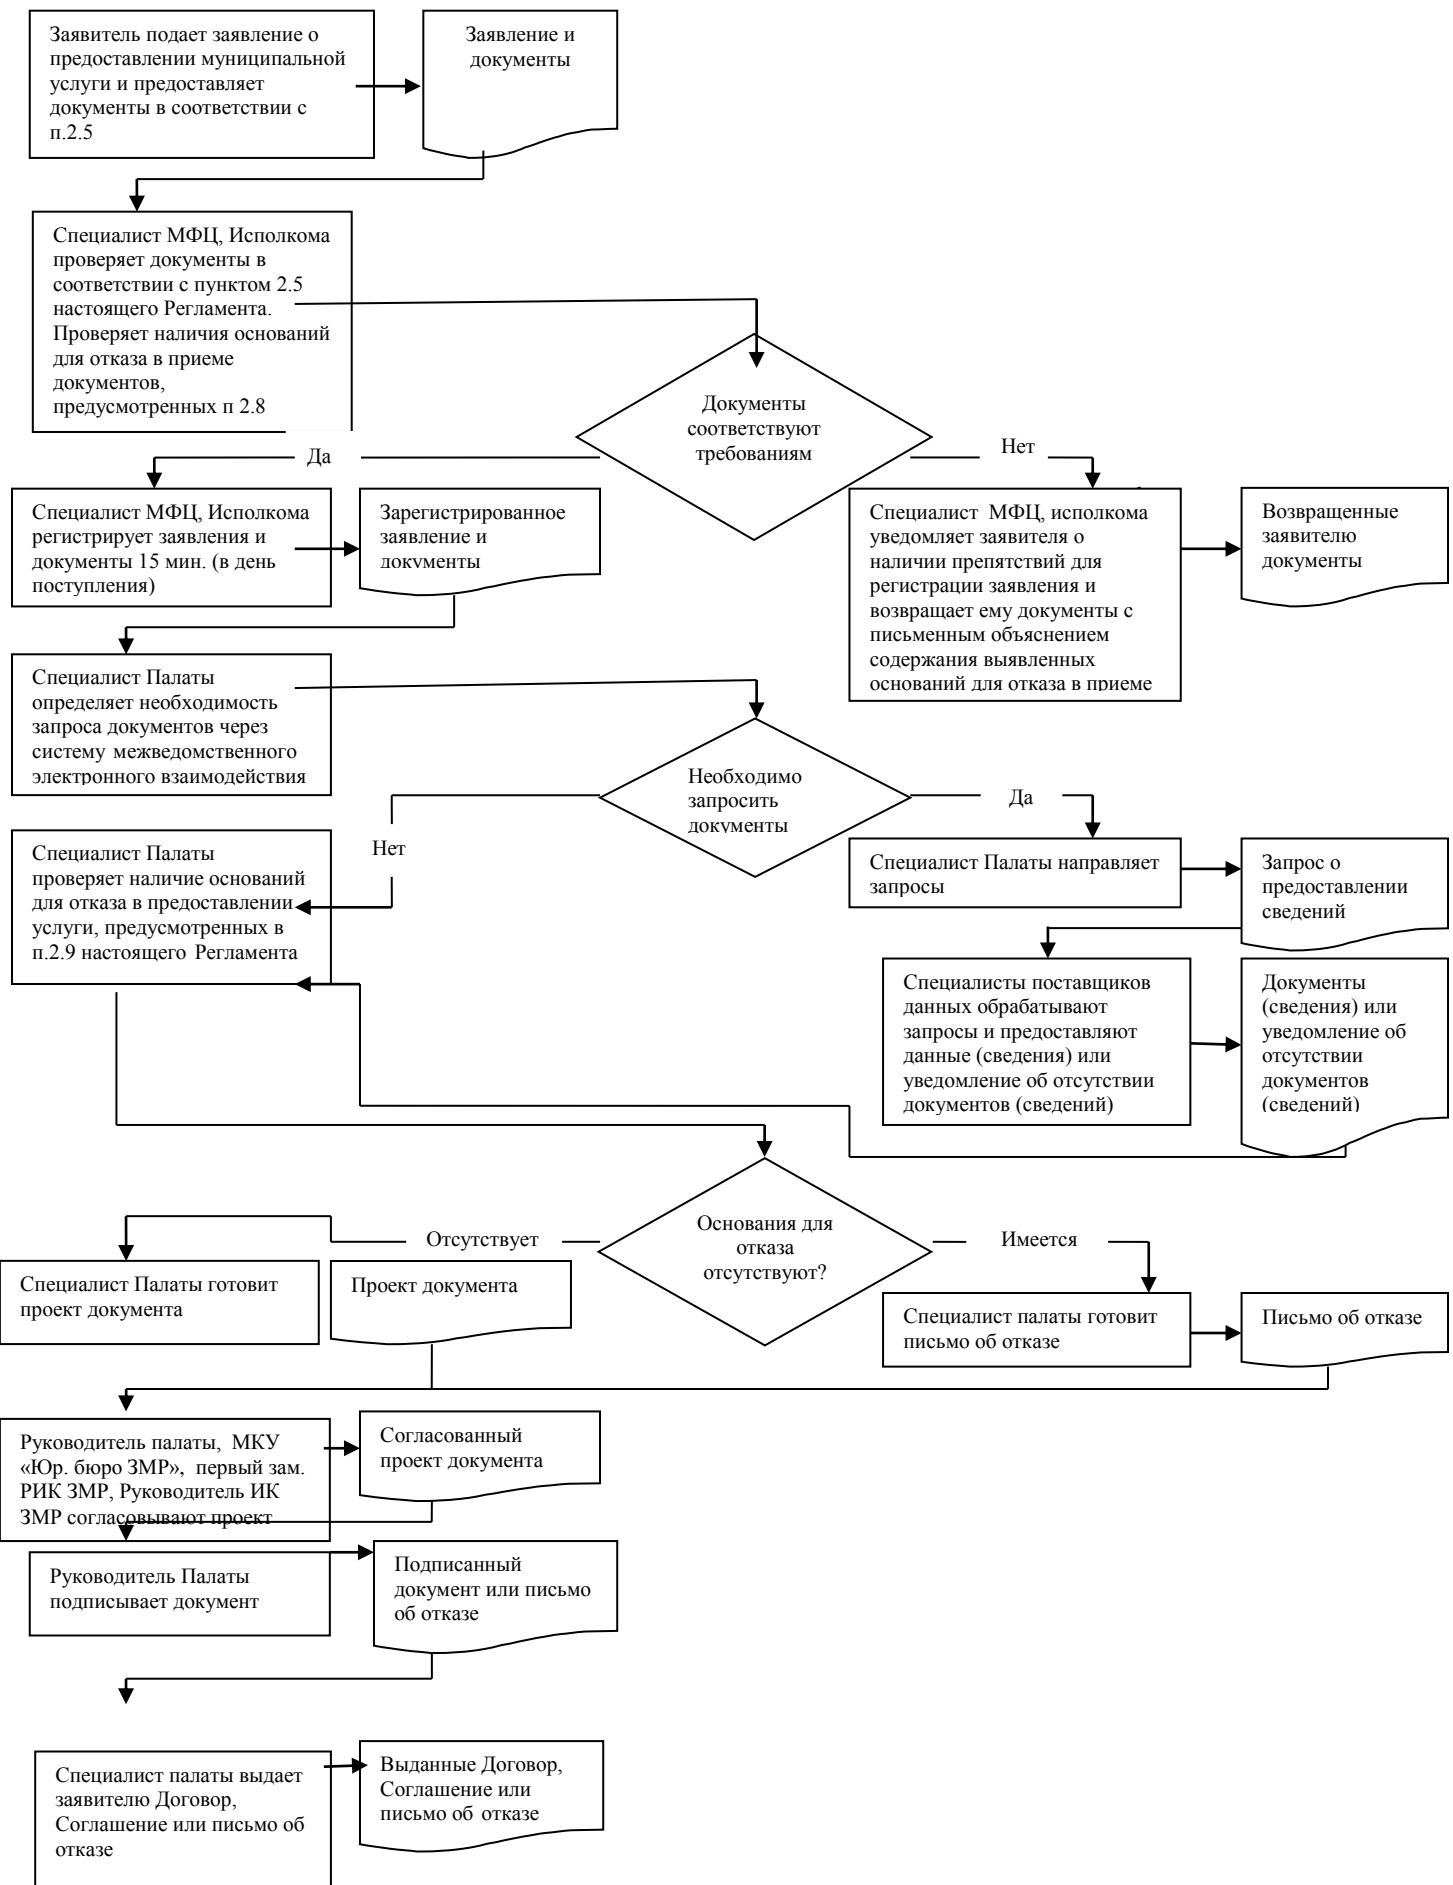 Заявитель подает заявление о
предоставлении муниципальной
услуги и предоставляет
документы в соответствии с
п.2.5
Заявление и
документы
Специалист МФЦ, Исполкома
проверяет документы в
соответствии с пунктом 2.5
настоящего Регламента.
Проверяет наличия оснований
для отказа в приеме
документов,
предусмотренных п 2.8
Документы
соответствуют
требованиям
Да
Нет
Специалист МФЦ, Исполкома
регистрирует заявления и
документы 15 мин. (в день
поступления)
Зарегистрированное
заявление и
документы
Специалист МФЦ, исполкома
уведомляет заявителя о
наличии препятствий для
регистрации заявления и
возвращает ему документы с
письменным объяснением
содержания выявленных
оснований для отказа в приеме
Возвращенные
заявителю
документы
Специалист Палаты
определяет необходимость
запроса документов через
систему межведомственного
электронного взаимодействия
Необходимо
запросить
документы
Нет
Да
Специалист Палаты
проверяет наличие оснований
для отказа в предоставлении
услуги, предусмотренных в
п.2.9 настоящего Регламента
Специалист Палаты направляет
запросы
Запрос о
предоставлении
сведений
Специалисты поставщиков
данных обрабатывают
запросы и предоставляют
данные (сведения) или
уведомление об отсутствии
документов (сведений)
Документы
(сведения) или
уведомление об
отсутствии
документов
(сведений)
Основания для
отказа
отсутствуют?
Отсутствует
Имеется
Специалист Палаты готовит
проект документа
Проект документа
Специалист палаты готовит
письмо об отказе
Письмо об отказе
Руководитель палаты, МКУ
«Юр. бюро ЗМР», первый зам.
РИК ЗМР, Руководитель ИК
ЗМР согласовывают проект
Согласованный
проект документа
Руководитель Палаты
подписывает документ
Подписанный
документ или письмо
об отказе
Специалист палаты выдает
заявителю Договор,
Соглашение или письмо об
отказе
Выданные Договор,
Соглашение или
письмо об отказе